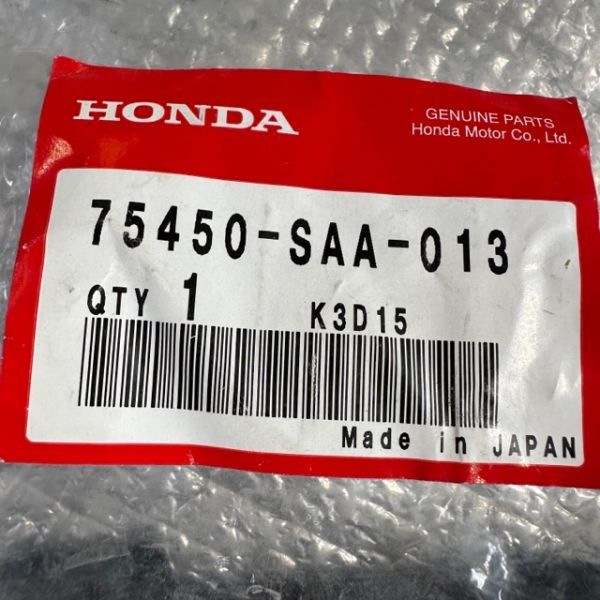 HONDA
GENUINE PARTS
Honda Motor Co., Ltd.
75450-SAA-013
QTY 1 K3D15
Made in JAPAN